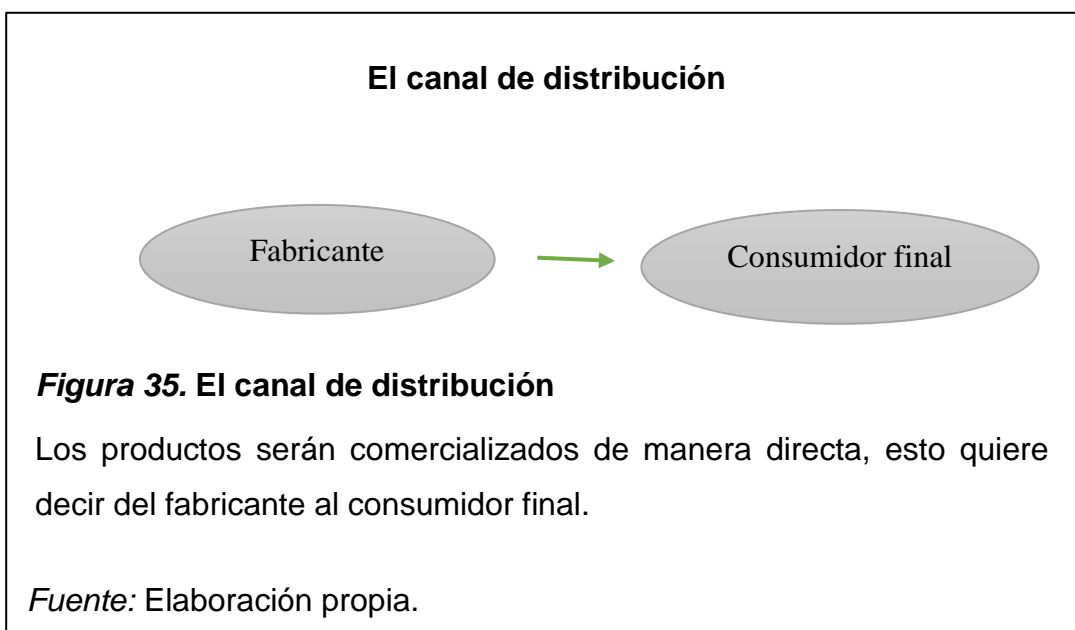 El canal de distribución
Fabricante
Consumidor final
Figura 35. El canal de distribución
Los productos serán comercializados de manera directa, esto quiere
decir del fabricante al consumidor final.
Fuente: Elaboración propia.